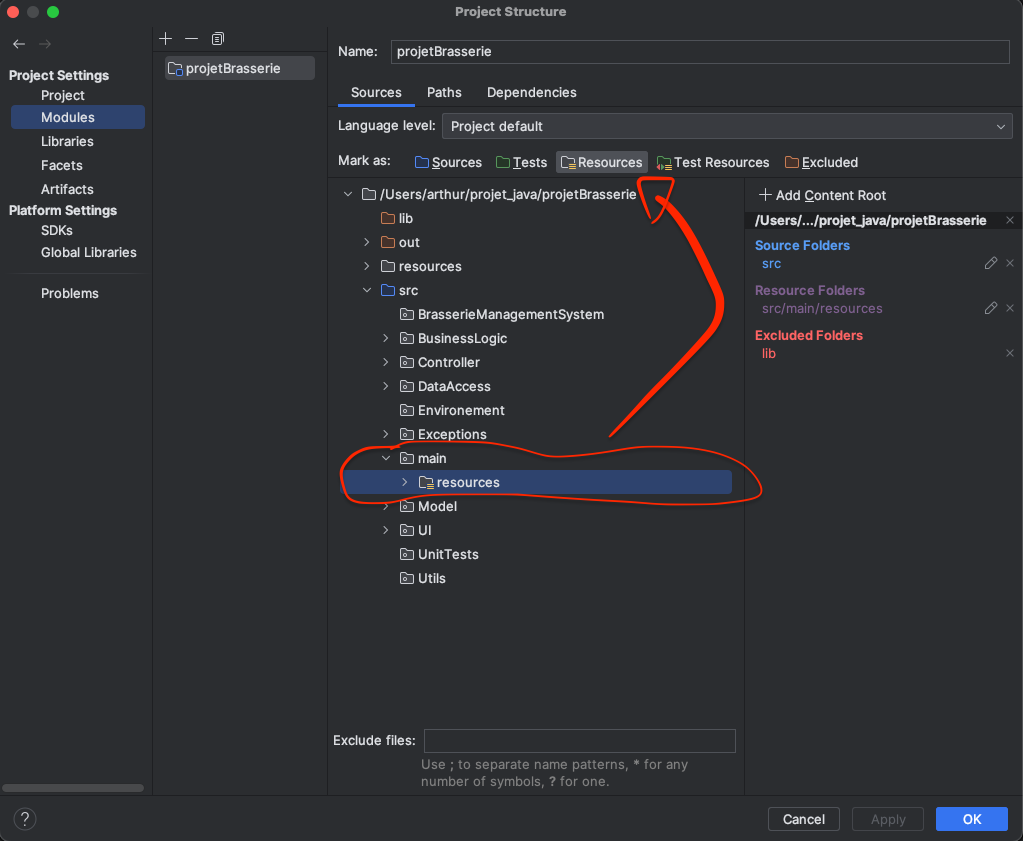 Project Structure
Project Settings
Project
Modules
Libraries
Facets
Artifacts
Platform Settings
SDKs
Global Libraries
Problems
projetBrasserie
Name: projetBrasserie
Sources Paths Dependencies
Language level: Project default
Mark as: Sources Tests Resources Test Resources Excluded
/Users/arthur/projet_java/projetBrasserie
lib
out
resources
src
BrasserieManagementSystem
BusinessLogic
Controller
DataAccess
Environement
Exceptions
main
resources
Model
UI
UnitTests
Utils
+ Add Content Root
/Users/.../projet_java/projetBrasserie
Source Folders
src
Resource Folders
src/main/resources
Excluded Folders
lib
Exclude files:
Use ; to separate name patterns, * for any
number of symbols, ? for one.
?
Cancel Apply OK